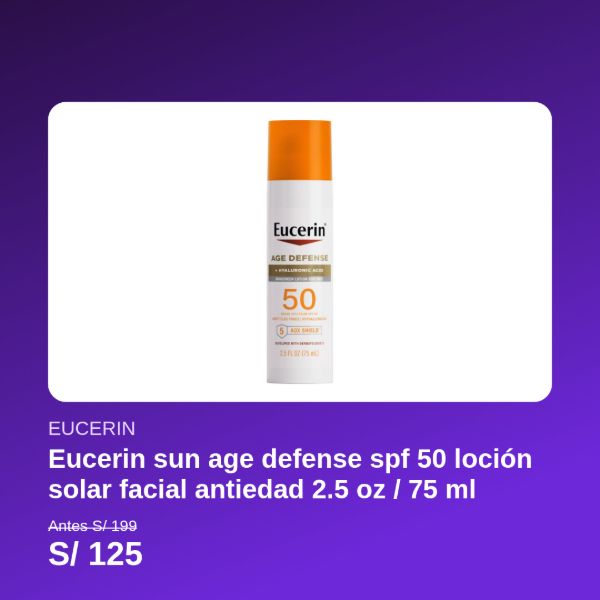 Eucerin
AGE DEFENSE
+ HYALURONIC ACID
50
5 AOX SHIELD
2.5 FL OZ (75 mL)
EUCERIN
Eucerin sun age defense spf 50 loción
solar facial antiedad 2.5 oz / 75 ml
Antes S/ 199
S/ 125